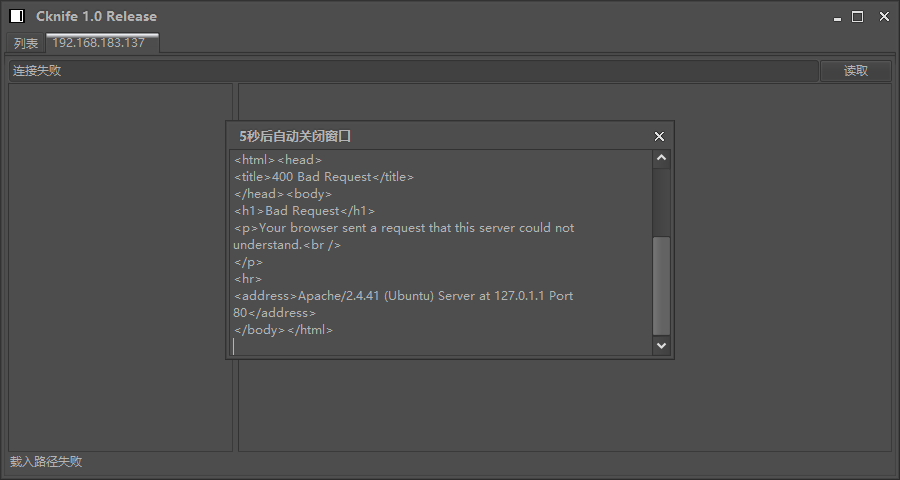 Cknife 1.0 Release
列表 192.168.183.137
连接失败 读取
5秒后自动关闭窗口
<html><head>
<title>400 Bad Request</title>
</head><body>
<h1>Bad Request</h1>
<p>Your browser sent a request that this server could not
understand.<br />
</p>
<hr>
<address>Apache/2.4.41 (Ubuntu) Server at 127.0.1.1 Port
80</address>
</body></html>
载入路径失败